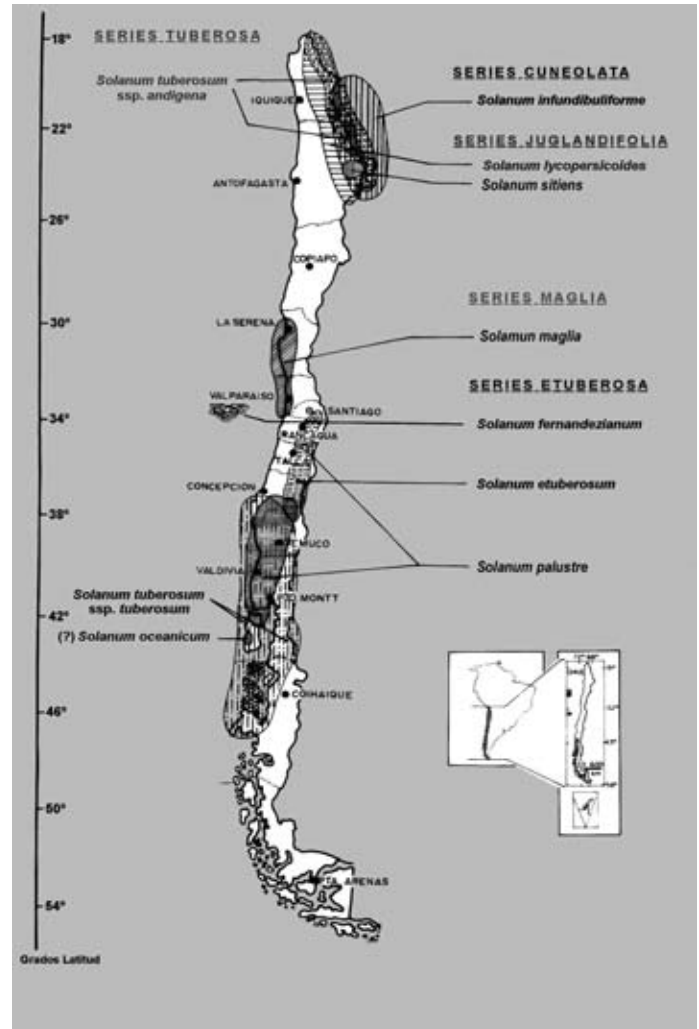 18°
SERIES TUBEROSA
Solanum tuberosum
ssp. andigena
SERIES CUNEOLATA
Solanum infundibuliforme
IQUIQUE
22°
SERIES JUGLANDIFOLIA
Solanum lycopersicoides
Solanum sitiens
ANTOFAGASTA
26°
COPIAPO
30°
SERIES MAGLIA
LA SERENA
Solamun maglia
VALPARAISO
SERIES ETUBEROSA
34°
SANTIAGO
Solanum fernandezianum
CONCEPCION
Solanum etuberosum
38°
TEMUCO
VALDIVIA
Solanum palustre
Solanum tuberosum
ssp. tuberosum
42°
MONTT
(?) Solanum oceanicum
COIHAIQUE
46°
50°
PTA. ARENAS
54°
Grados Latitud